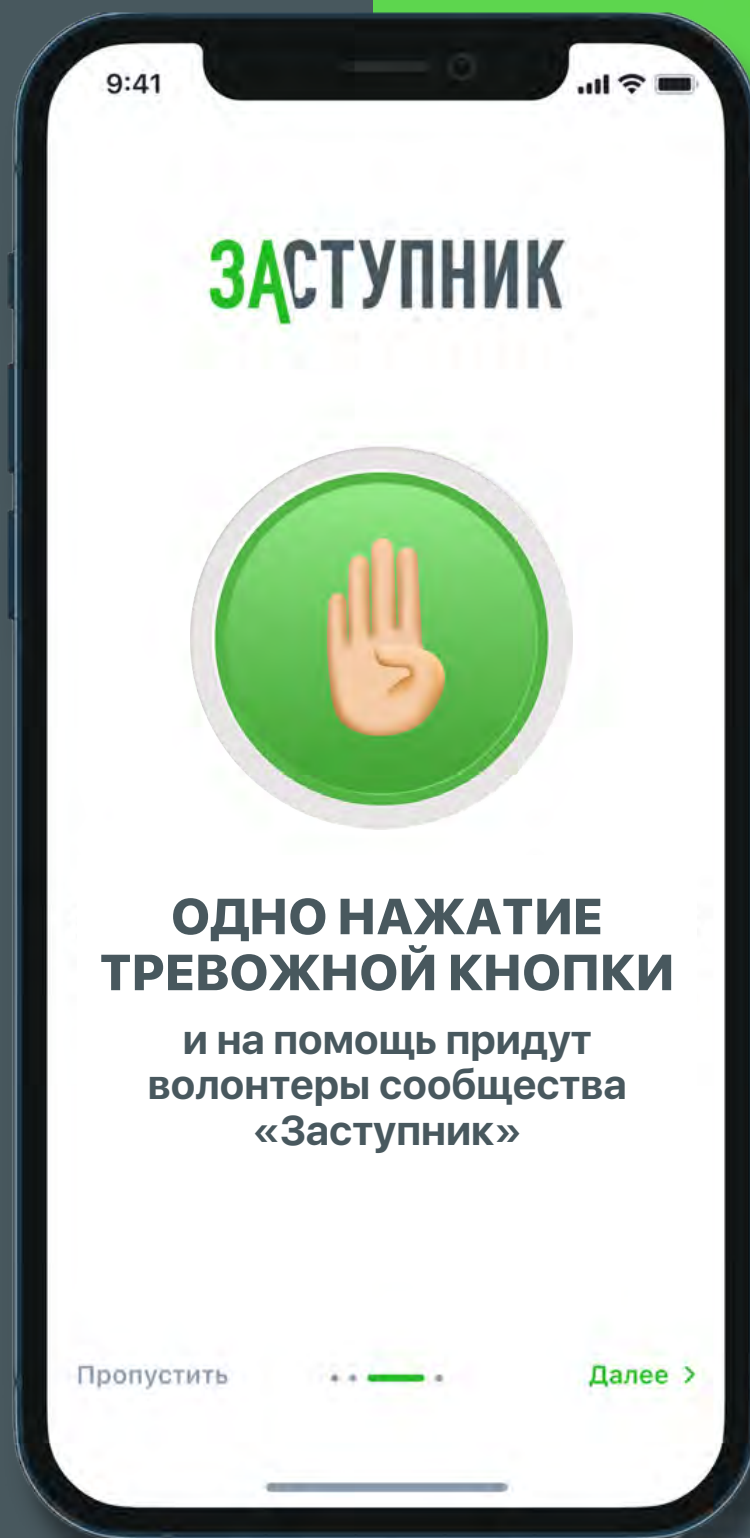 9:41
ЗАСТУПНИК
ОДНО НАЖАТИЕ
ТРЕВОЖНОЙ КНОПКИ
и на помощь придут
волонтеры сообщества
«Заступник»
Пропустить
Далее >